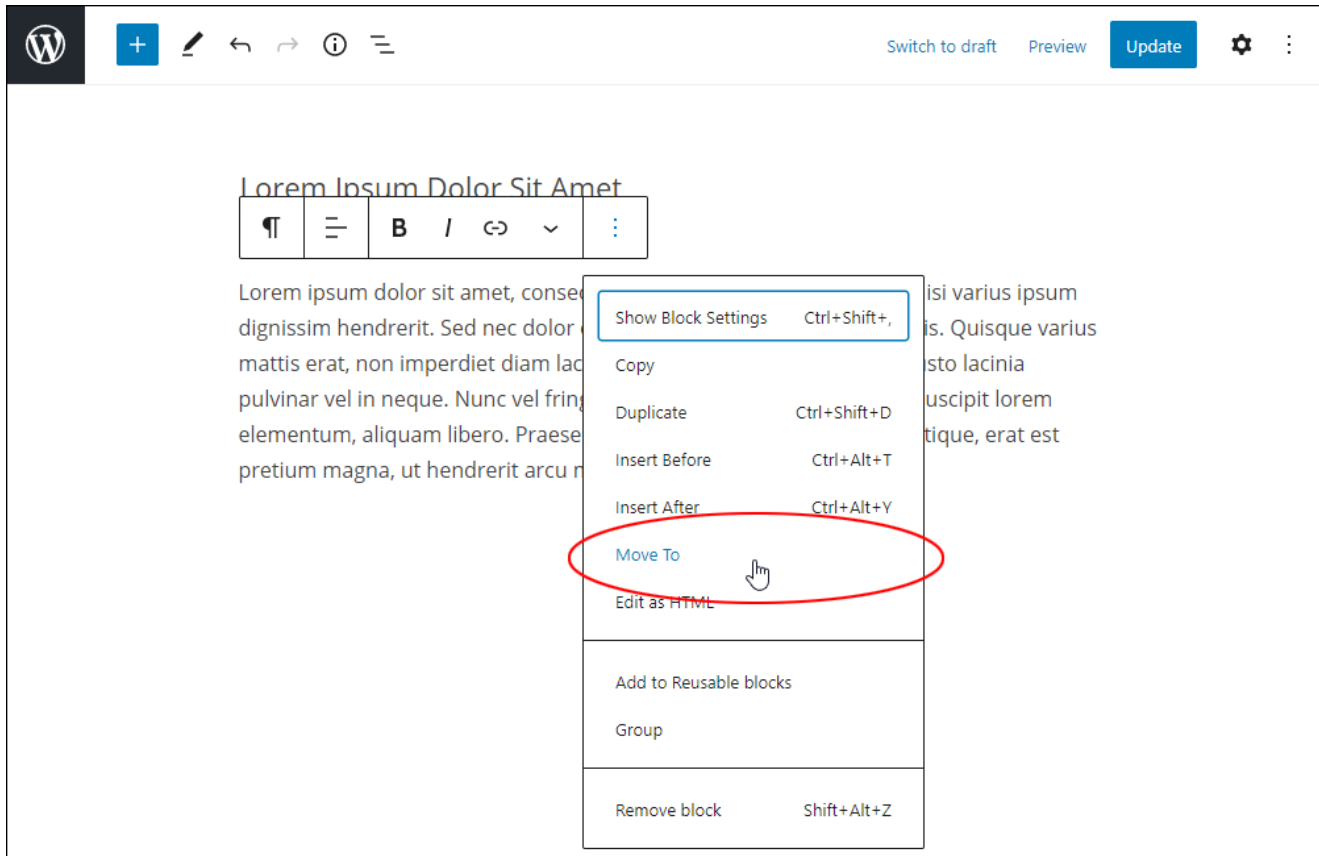 Switch to draft Preview Update
Lorem Ipsum Dolor Sit Amet
B I
Lorem ipsum dolor sit amet, isi varius ipsum
dignissim hendrerit. Sed nec dolor is. Quisque varius
mattis erat, non imperdiet diam lac sto lacinia
pulvinar vel in neque. Nunc vel fring uscipit lorem
elementum, aliquam libero. Praese tique, erat est
pretium magna, ut hendrerit arcu
Show Block Settings Ctrl+Shift+,
Copy
Duplicate Ctrl+Shift+D
Insert Before Ctrl+Alt+T
Insert After Ctrl+Alt+Y
Move To
Edit as HTML
Add to Reusable blocks
Group
Remove block Shift+Alt+Z